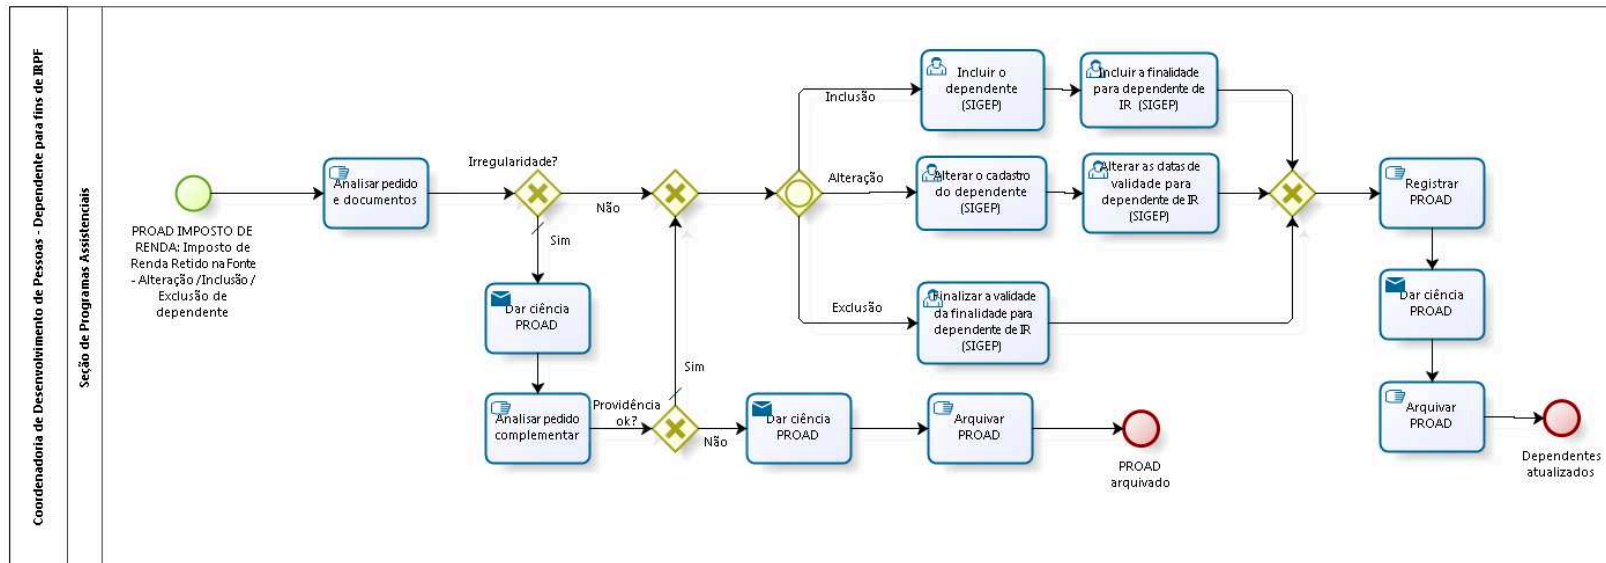 Coordenadoria de Desenvolvimento de Pessoas - Dependente para fins de IRPF
Seção de Programas Assistenciais
PROAD IMPOSTO DE
RENDA: Imposto de
Renda Retido na Fonte
- Alteração /Inclusão /
Exclusão de
dependente
Analisar pedido
e documentos
Irregularidade?
Não
Sim
Dar ciência
PROAD
Analisar pedido
complementar
Providência
ok?
Sim
Não
Dar ciência
PROAD
Arquivar
PROAD
PROAD
arquivado
Inclusão
Incluir o
dependente
(SIGEP)
Incluir a finalidade
para dependente de
IR (SIGEP)
Alteração
Alterar o cadastro
do dependente
(SIGEP)
Alterar as datas de
validade para
dependente de IR
(SIGEP)
Exclusão
Finalizar a validade
da finalidade para
dependente de IR
(SIGEP)
Registrar
PROAD
Dar ciência
PROAD
Arquivar
PROAD
Dependentes
atualizados